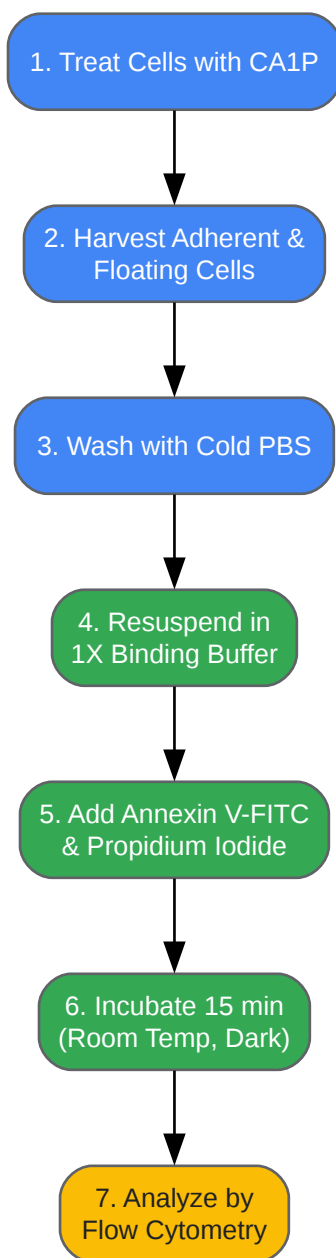 1. Treat Cells with CA1P
2. Harvest Adherent &
Floating Cells
3. Wash with Cold PBS
4. Resuspend in
1X Binding Buffer
5. Add Annexin V-FITC
& Propidium Iodide
6. Incubate 15 min
(Room Temp, Dark)
7. Analyze by
Flow Cytometry